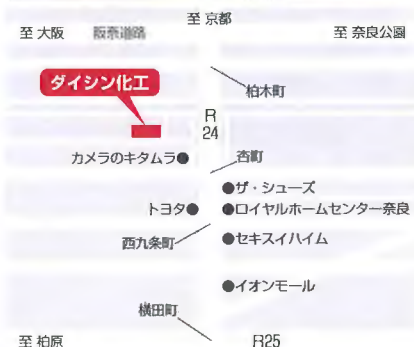 至 京都
至 大阪 阪奈道路 至 奈良公園
ダイシン化工
柏木町
R
24
カメラのキタムラ●
杏町
●ザ・シューズ
トヨタ● ●ロイヤルホームセンター奈良
西九条町
●セキスイハイム
●イオンモール
横田町
至 柏原 R25